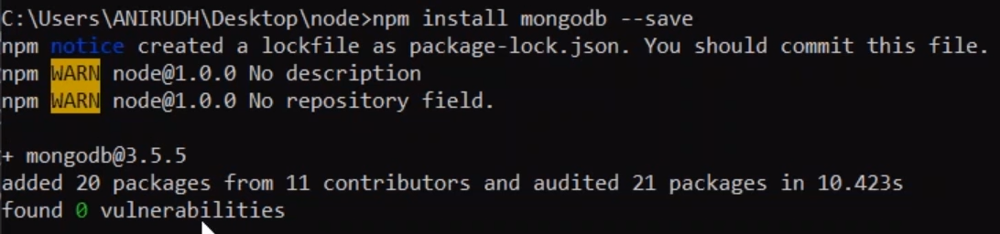 C:\Users\ANIRUDH\Desktop\node>npm install mongodb --save
npm notice created a lockfile as package-lock.json. You should commit this file.
npm WARN node@1.0.0 No description
npm WARN node@1.0.0 No repository field.
+ mongodb@3.5.5
added 20 packages from 11 contributors and audited 21 packages in 10.423s
found 0 vulnerabilities